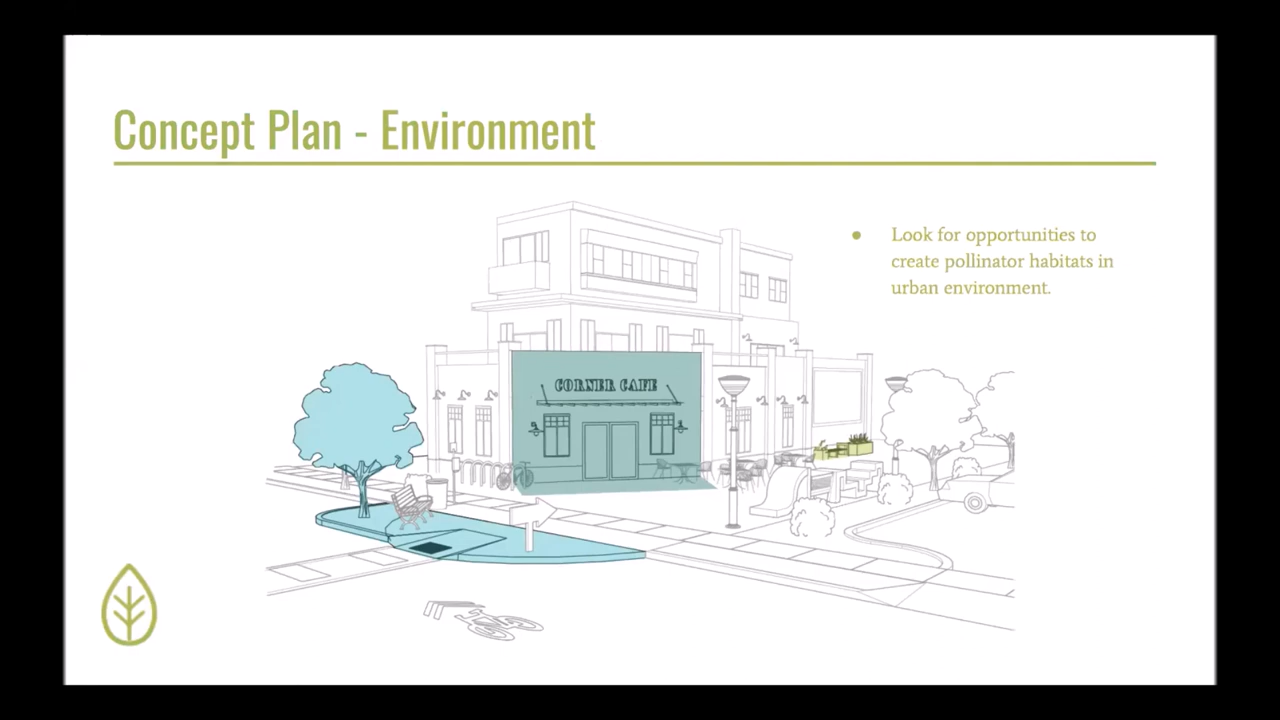 Concept Plan - Environment
● Look for opportunities to
create pollinator habitats in
urban environment.
CORNER CAFE